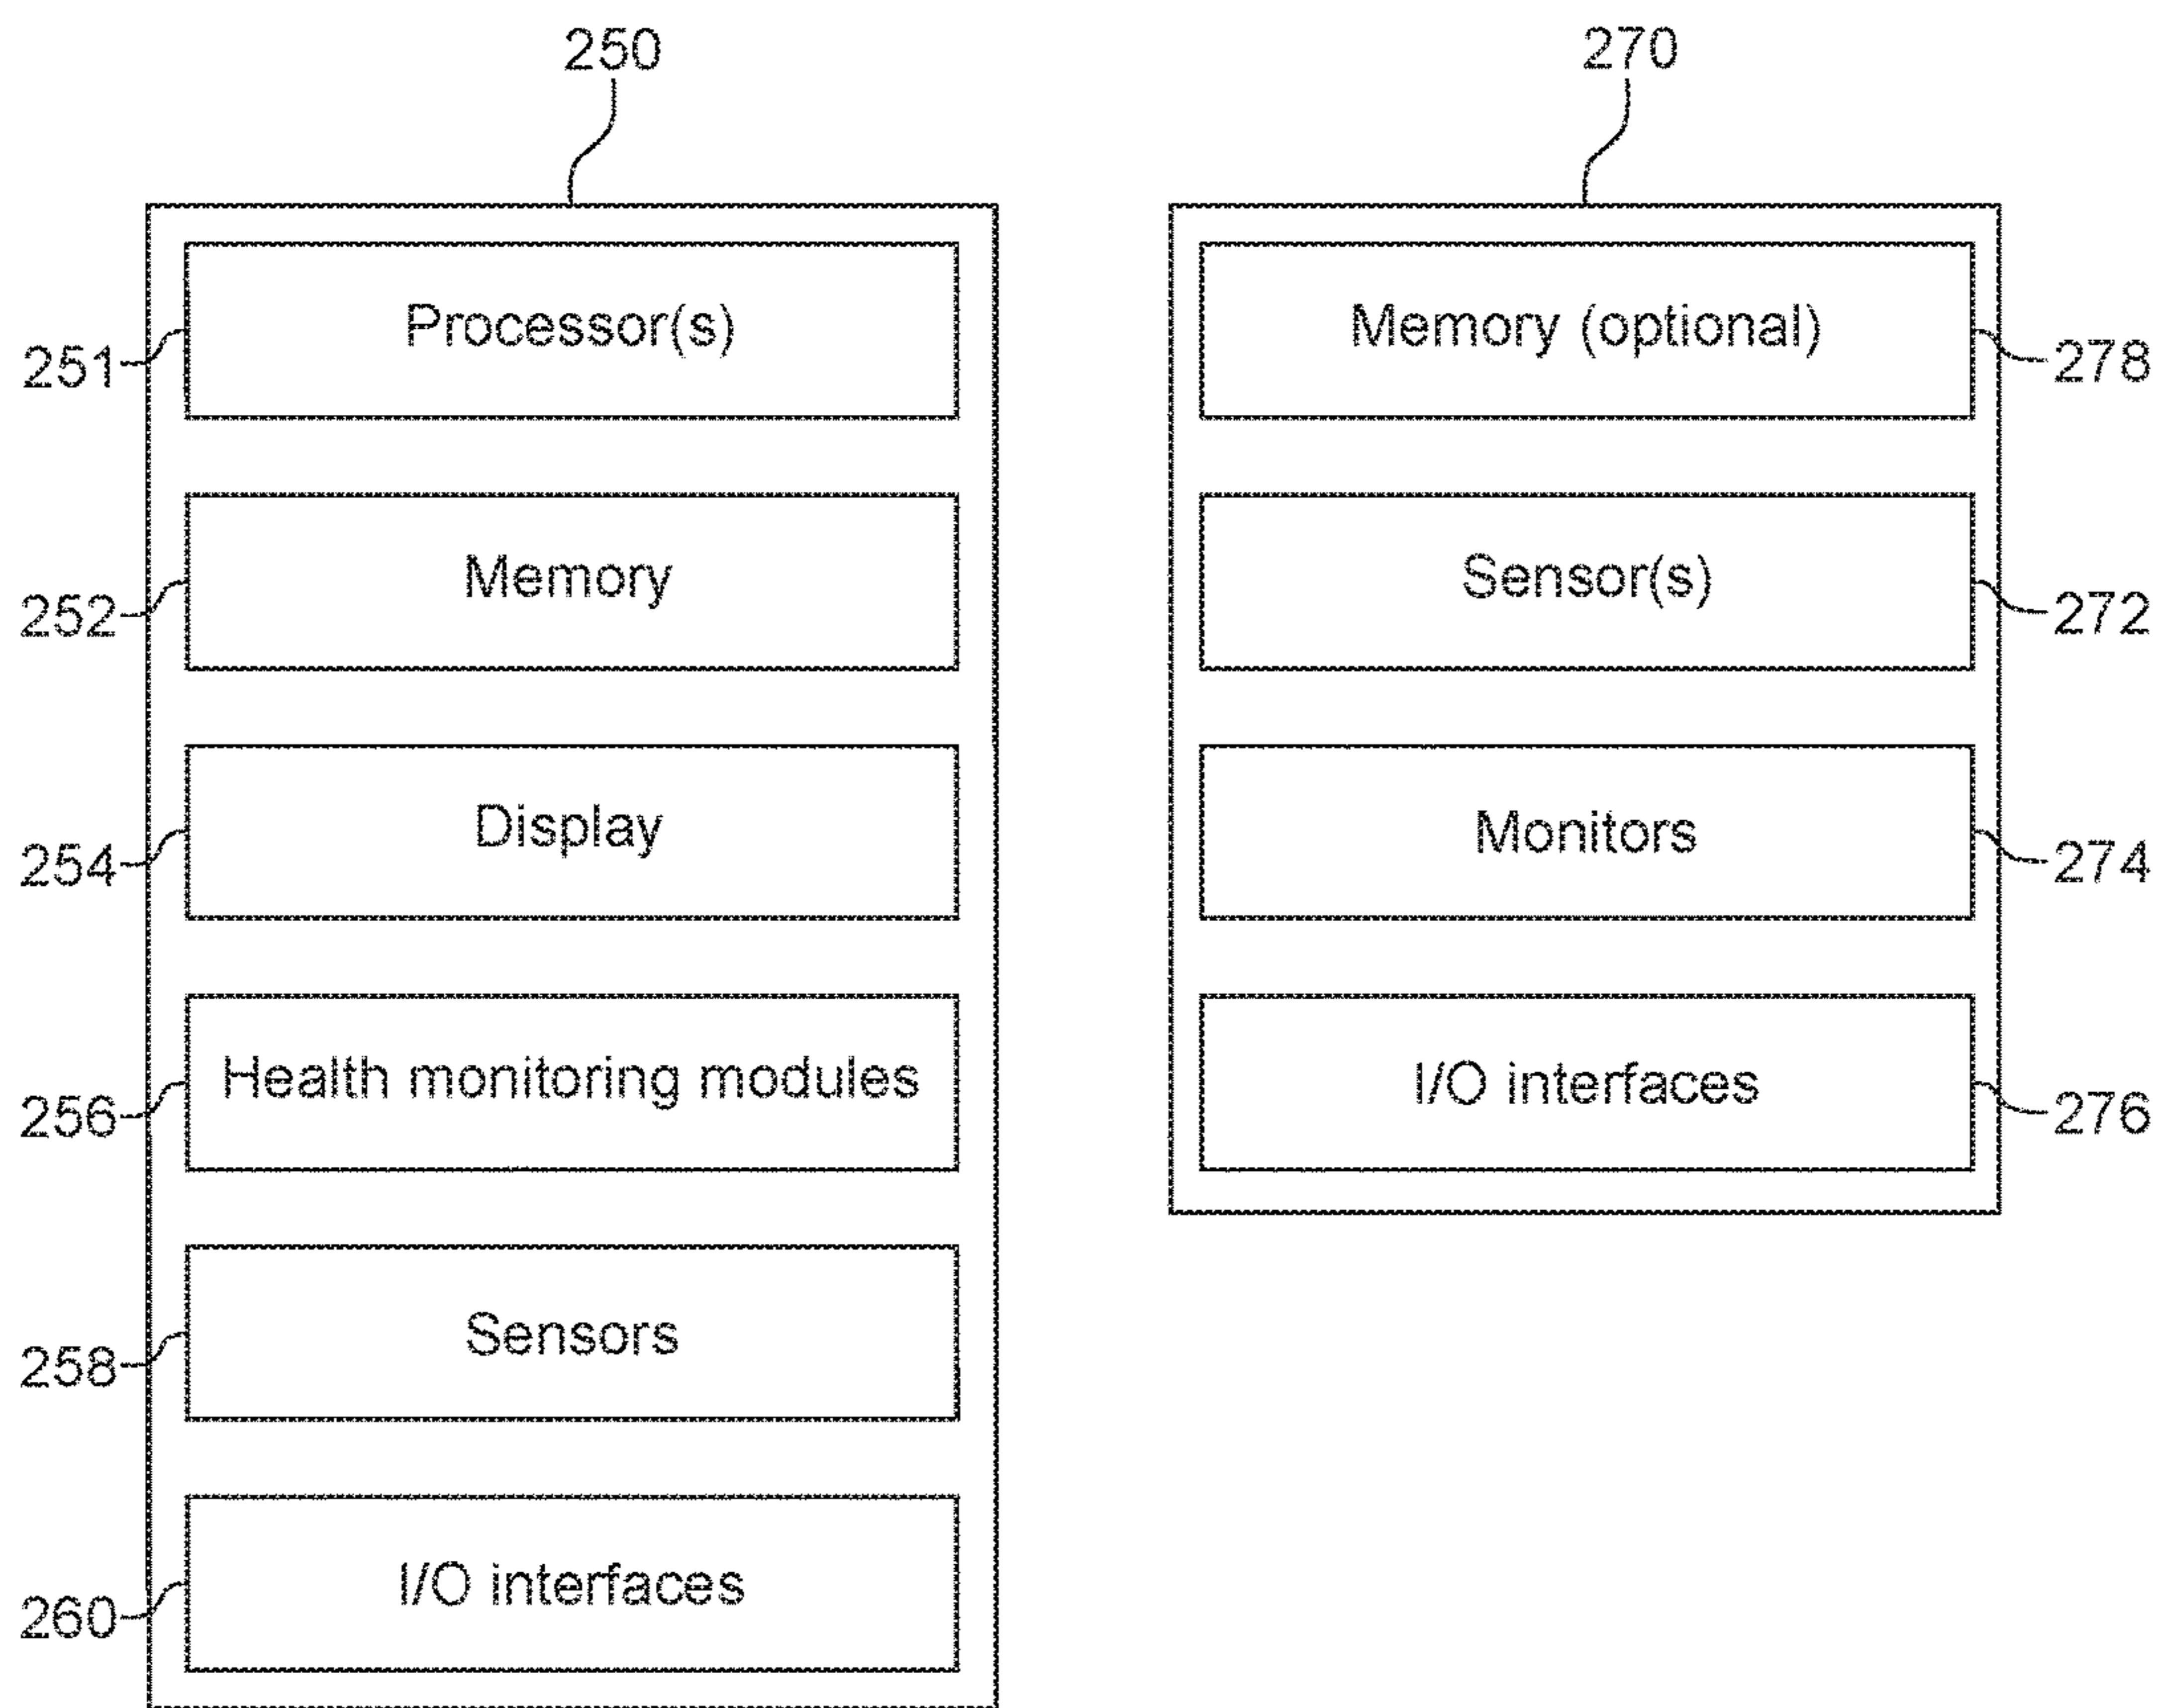 250
270
Processor(s)
251
Memory (optional)
278
Memory
252
Sensor(s)
272
Display
254
Monitors
274
Health monitoring modules
256
I/O interfaces
276
Sensors
258
I/O interfaces
260